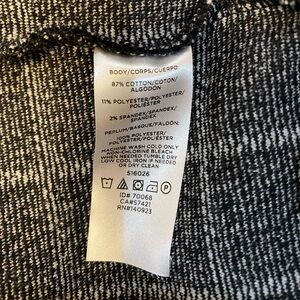 BODY/CORPS/CUERPO:
87% COTTON/COTON/
ALGODÓN
11% POLYESTER/POLYESTER/
POLIÉSTER
2% SPANDEX/SPANDEX/
SPANDEX
PEPLUM/BASQUE/FALDÓN:
100% POLYESTER/
POLYESTER/POLIÉSTER
MACHINE WASH COLD ONLY
NON-CHLORINE BLEACH
WHEN NEEDED TUMBLE DRY
LOW COOL IRON IF NEEDED
OR DRY CLEAN
516026
ID# 70068
CA#57421
RN#140923